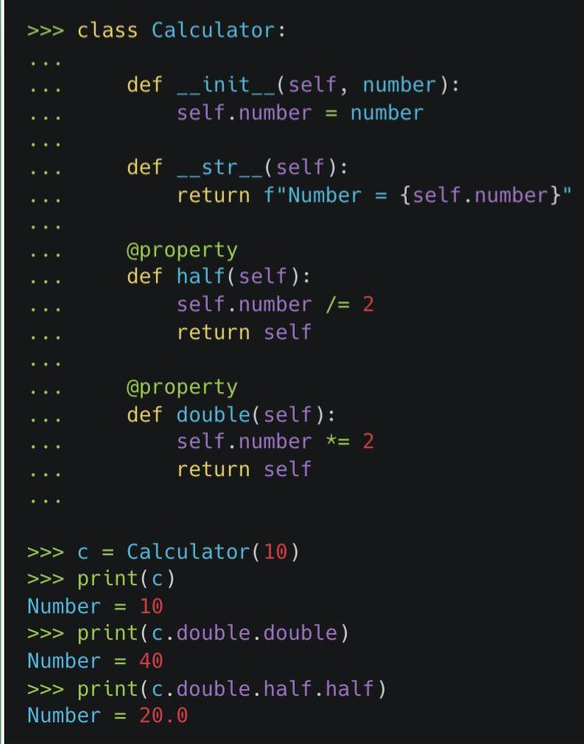 >>> class Calculator:
...
...     def __init__(self, number):
...         self.number = number
...
...     def __str__(self):
...         return f"Number = {self.number}"
...
...     @property
...     def half(self):
...         self.number /= 2
...         return self
...
...     @property
...     def double(self):
...         self.number *= 2
...         return self
...
>>> c = Calculator(10)
>>> print(c)
Number = 10
>>> print(c.double.double)
Number = 40
>>> print(c.double.half.half)
Number = 20.0